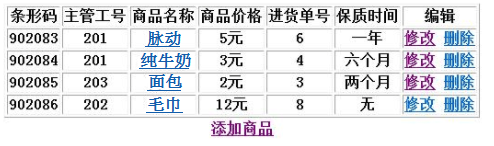 条形码 主管工号 商品名称 商品价格 进货单号 保质时间 编辑
902083 201 脉动 5元 6 一年 修改 删除
902084 201 纯牛奶 3元 4 六个月 修改 删除
902085 203 面包 2元 3 两个月 修改 删除
902086 202 毛巾 12元 8 无 修改 删除
添加商品